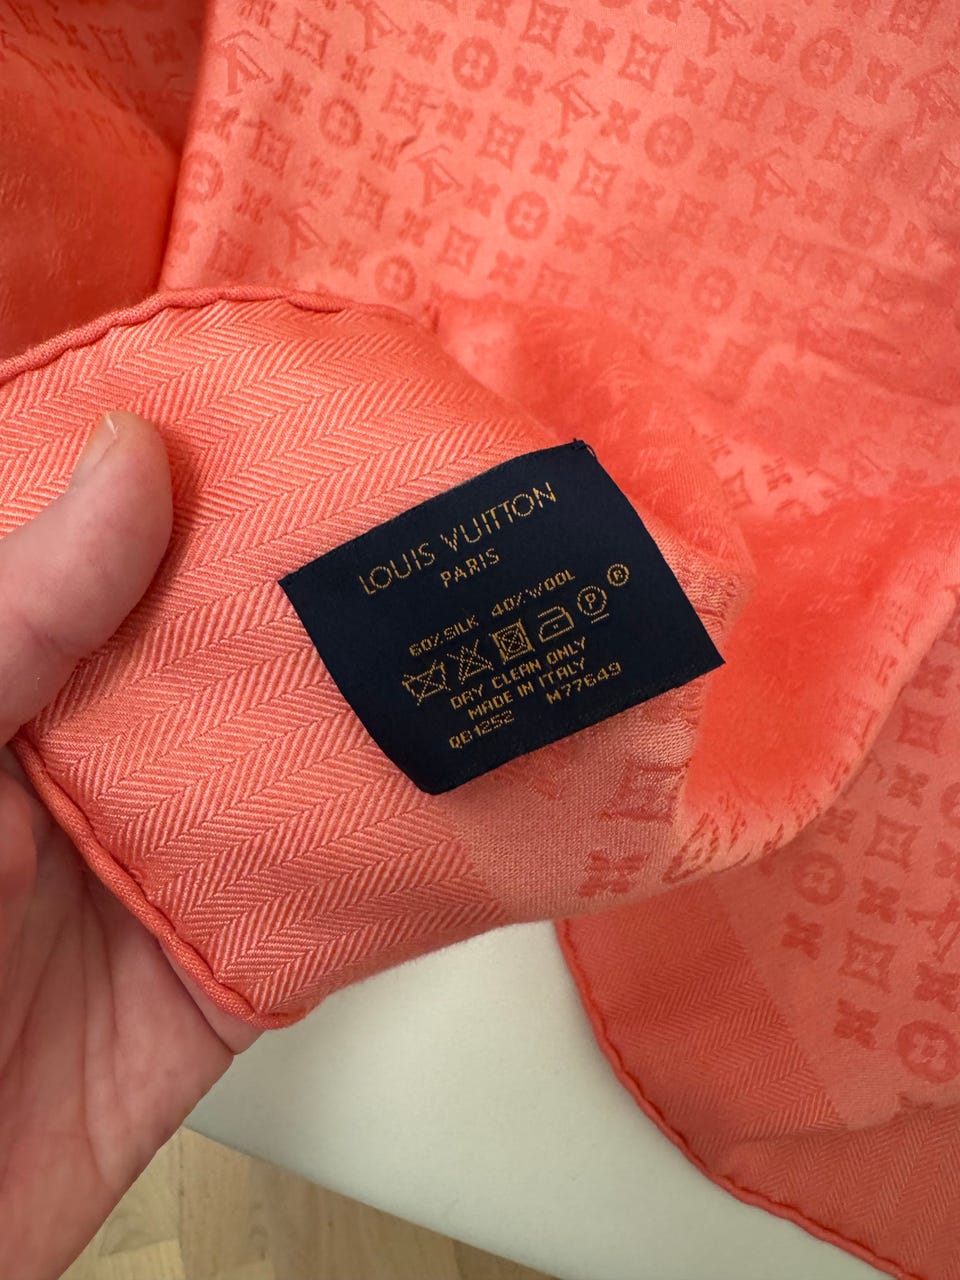 LOUIS VUITTON
PARIS
60% SILK 40% WOOL
P R
DRY CLEAN ONLY
MADE IN ITALY
QB1252 M77649